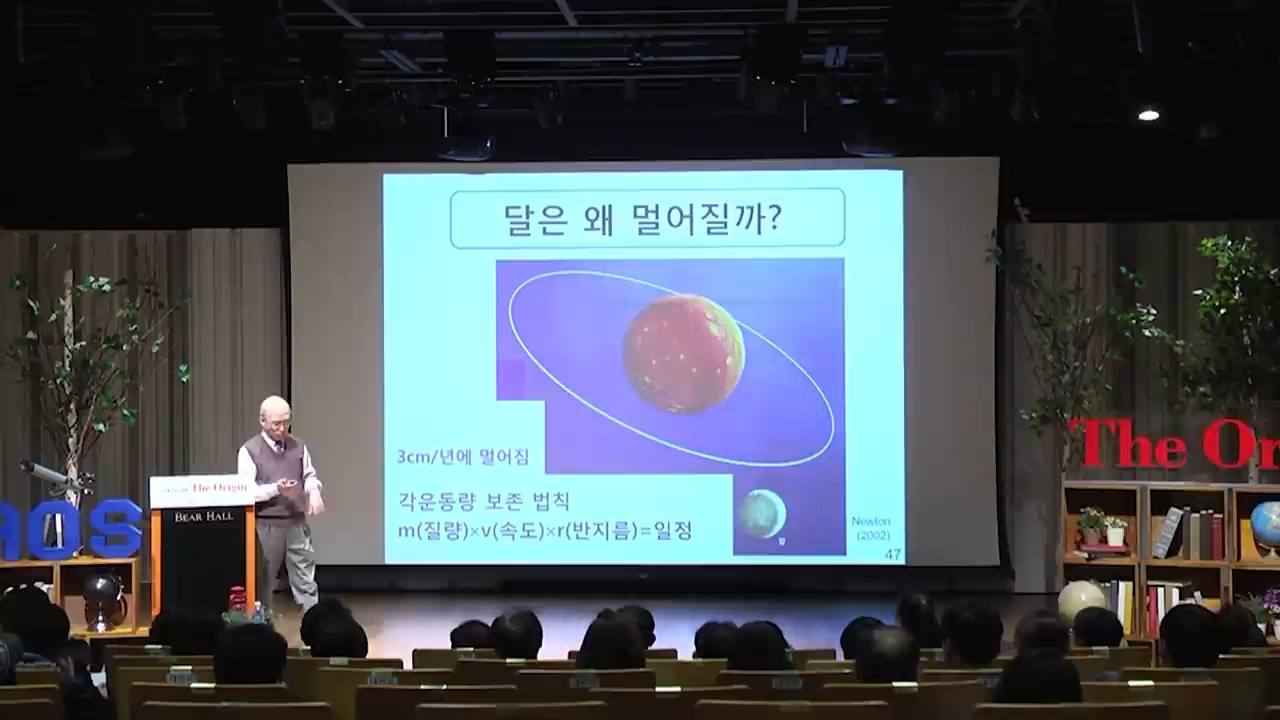 달은 왜 멀어질까?
3cm/년에 멀어짐
각운동량 보존 법칙
m(질량)×v(속도)×r(반지름)=일정
달
Newton
(2002)
47
The Origin
BEAR HALL
AOS
The Or